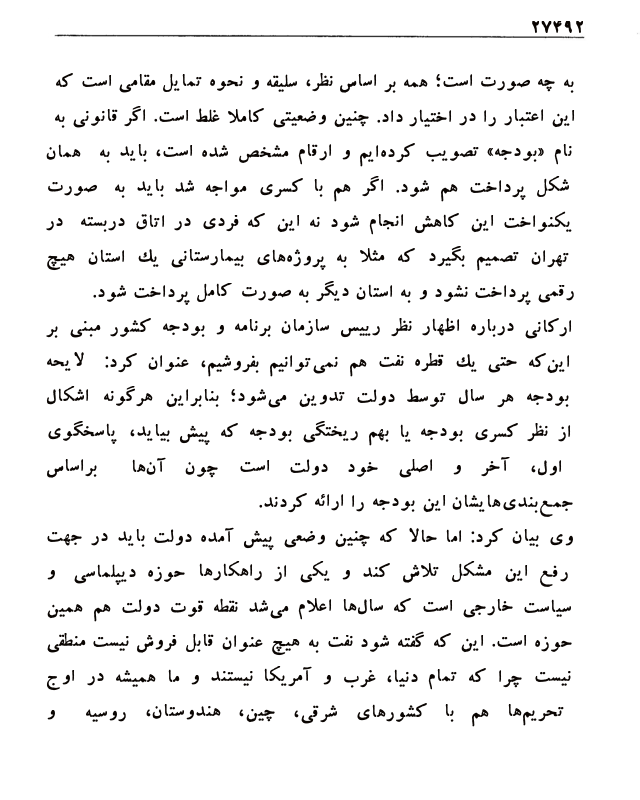 ۲۷۴۹۲
به چه صورت است؛ همه بر اساس نظر، سلیقه و نحوه تمایل مقامی است که
این اعتبار را در اختیار داد. چنین وضعیتی کاملا غلط است. اگر قانونی به
نام «بودجه» تصویب کرده‌ایم و ارقام مشخص شده است، باید به همان
شکل پرداخت هم شود. اگر هم با کسری مواجه شد باید به صورت
یکنواخت این کاهش انجام شود نه این که فردی در اتاق دربسته در
تهران تصمیم بگیرد که مثلا به پروژه‌های بیمارستانی یك استان هیچ
رقمی پرداخت نشود و به استان دیگر به صورت کامل پرداخت شود.
ارکانی درباره اظهار نظر رییس سازمان برنامه و بودجه کشور مبنی بر
این‌که حتی یك قطره نفت هم نمی‌توانیم بفروشیم، عنوان کرد: لایحه
بودجه هر سال توسط دولت تدوین می‌شود؛ بنابراین هرگونه اشکال
از نظر کسری بودجه یا بهم ریختگی بودجه که پیش بیاید، پاسخگوی
اول، آخر و اصلی خود دولت است چون آن‌ها براساس
جمع‌بندی‌هایشان این بودجه را ارائه کردند.
وی بیان کرد: اما حالا که چنین وضعی پیش آمده دولت باید در جهت
رفع این مشکل تلاش کند و یکی از راهکارها حوزه دیپلماسی و
سیاست خارجی است که سال‌ها اعلام می‌شد نقطه قوت دولت هم همین
حوزه است. این که گفته شود نفت به هیچ عنوان قابل فروش نیست منطقی
نیست چرا که تمام دنیا، غرب و آمریکا نیستند و ما همیشه در اوج
تحریم‌ها هم با کشورهای شرقی، چین، هندوستان، روسیه و